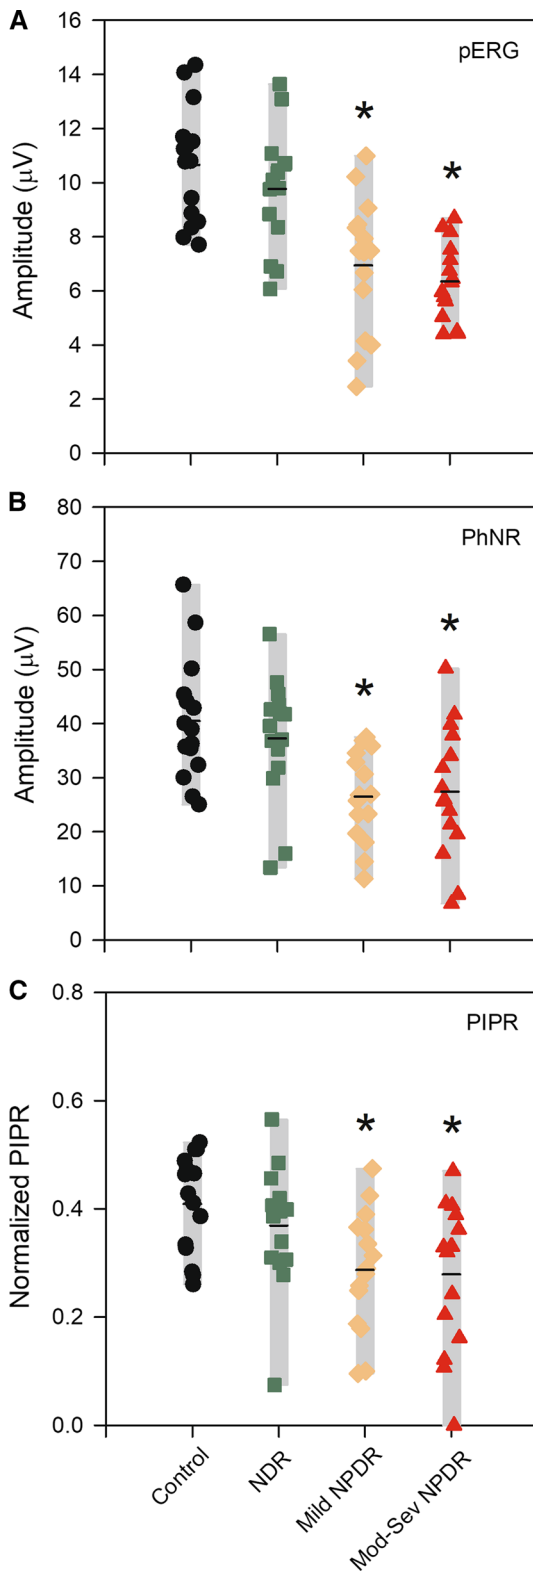 A
pERG
Amplitude (μV)
16
14
12
10
8
6
4
2
0
*
*
B
PhNR
Amplitude (μV)
80
70
60
50
40
30
20
10
0
*
*
C
PIPR
Normalized PIPR
0.8
0.6
0.4
0.2
0.0
*
*
Control
NDR
Mild NPDR
Mod-Sev NPDR